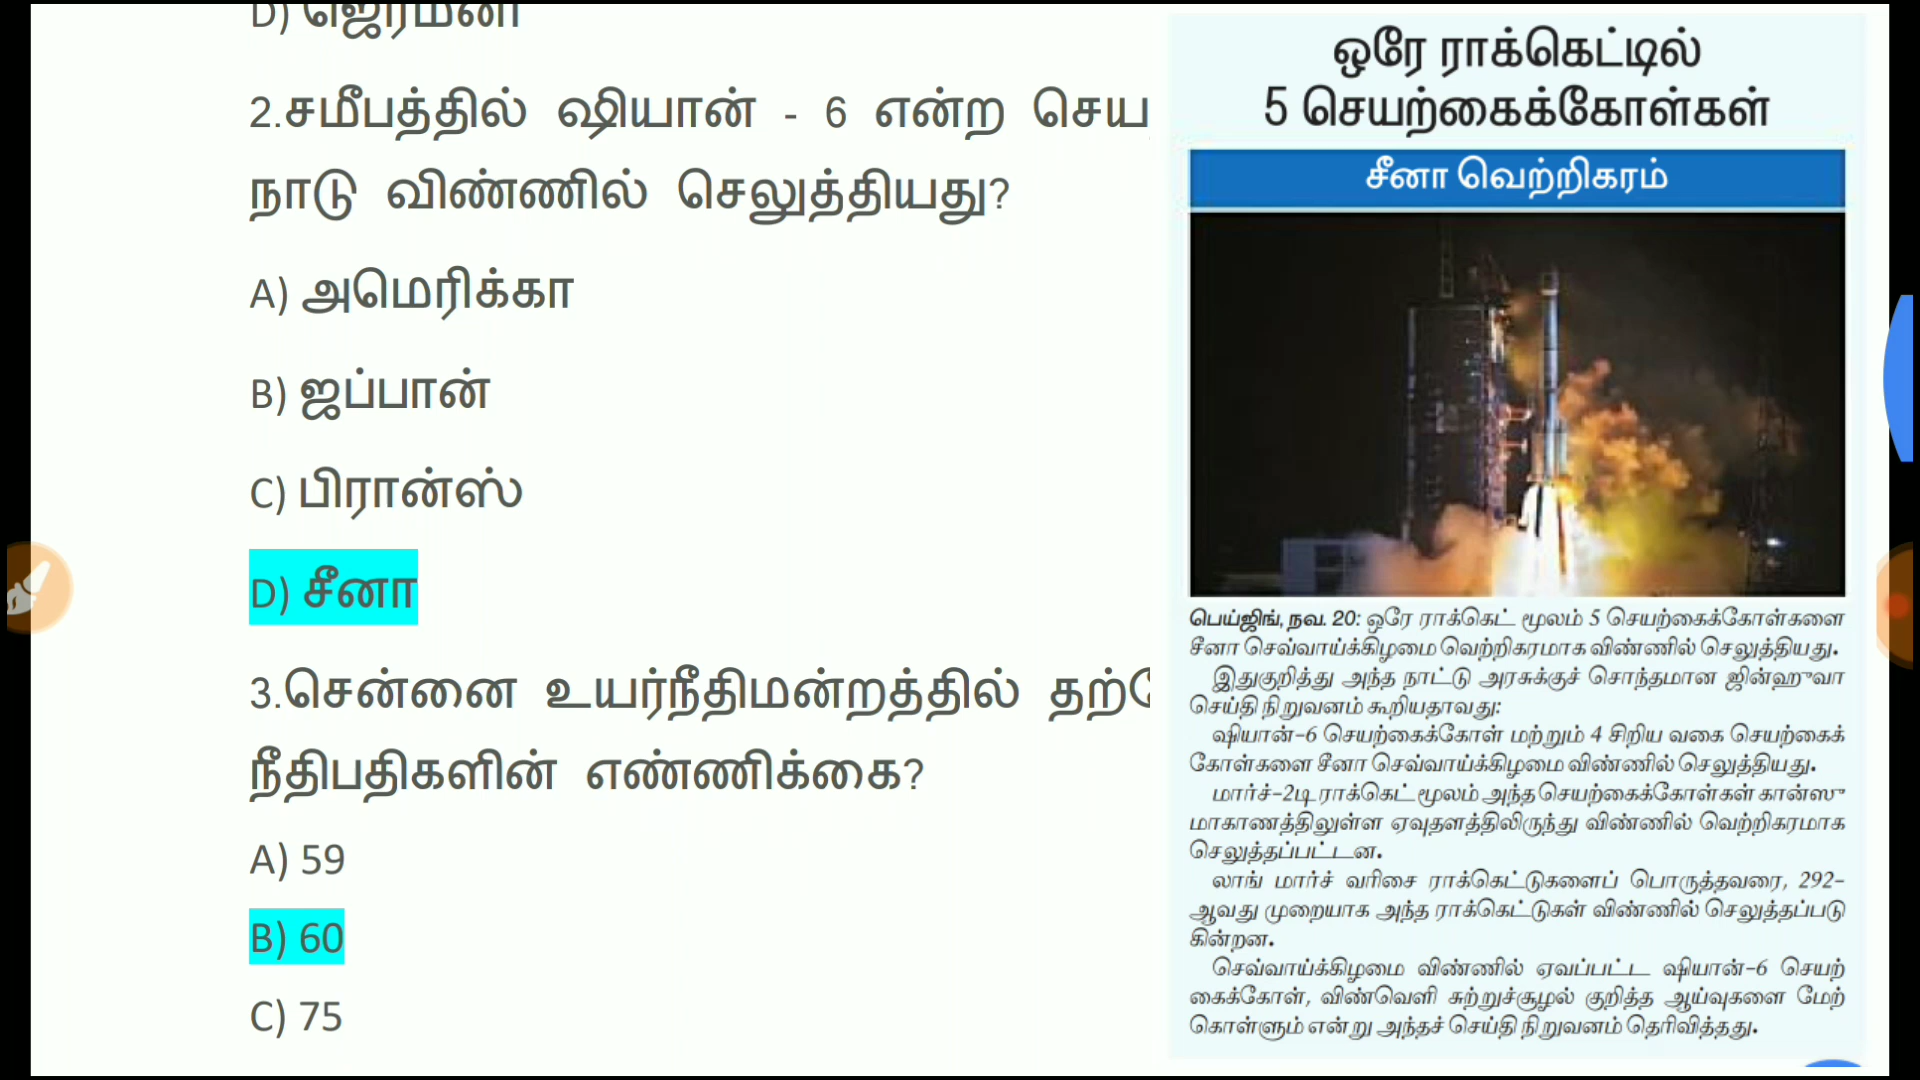 D) ஜெர்மனி
2.சமீபத்தில் ஷியான் - 6 என்ற செய
நாடு விண்ணில் செலுத்தியது?
A) அமெரிக்கா
B) ஜப்பான்
C) பிரான்ஸ்
D) சீனா
3.சென்னை உயர்நீதிமன்றத்தில்
நீதிபதிகளின் எண்ணிக்கை?
A) 59
B) 60
C) 75
ஒரே ராக்கெட்டில்
5 செயற்கைக்கோள்கள்
சீனா வெற்றிகரம்
பெய்ஜிங், நவ. 20: ஒரே ராக்கெட் மூலம் 5 செயற்கைக்கோள்களை
சீனா செவ்வாய்க்கிழமை வெற்றிகரமாக விண்ணில் செலுத்தியது.
இதுகுறித்து அந்த நாட்டு அரசுக்குச் சொந்தமான ஜின்ஹுவா
செய்தி நிறுவனம் கூறியதாவது:
ஷியான்-6 செயற்கைக்கோள் மற்றும் 4 சிறிய வகை செயற்கைக்
கோள்களை சீனா செவ்வாய்க்கிழமை விண்ணில் செலுத்தியது.
மார்ச்-2டி ராக்கெட் மூலம் அந்த செயற்கைக்கோள்கள் கான்ஸு
மாகாணத்திலுள்ள ஏவுதளத்திலிருந்து விண்ணில் வெற்றிகரமாக
செலுத்தப்பட்டன.
லாங் மார்ச் வரிசை ராக்கெட்டுகளைப் பொருத்தவரை, 292-
ஆவது முறையாக அந்த ராக்கெட்டுகள் விண்ணில் செலுத்தப்படு
கின்றன.
செவ்வாய்க்கிழமை விண்ணில் ஏவப்பட்ட ஷியான்-6 செயற்
கைக்கோள், விண்வெளி சுற்றுச்சூழல் குறித்த ஆய்வுகளை மேற்
கொள்ளும் என்று அந்தச் செய்தி நிறுவனம் தெரிவித்தது.